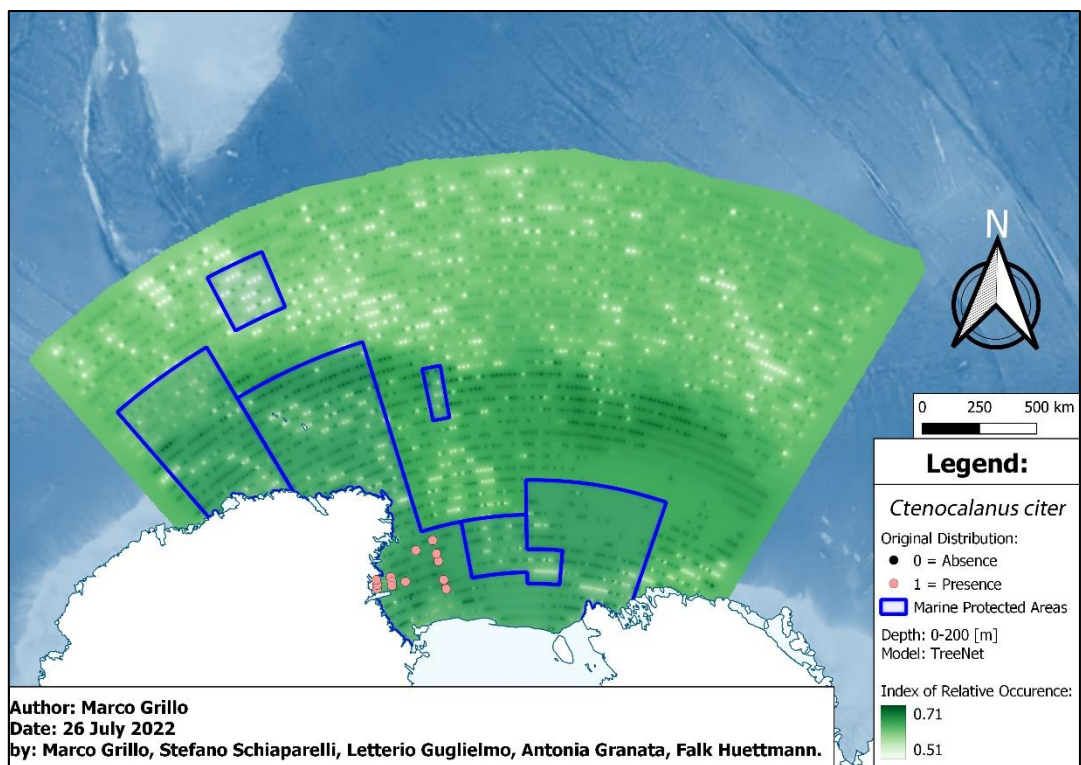 N
0 250 500 km
Legend:
Ctenocalanus citer
Original Distribution:
0 = Absence
1 = Presence
Marine Protected Areas
Depth: 0-200 [m]
Model: TreeNet
Index of Relative Occurence:
0.71
0.51
Author: Marco Grillo
Date: 26 July 2022
by: Marco Grillo, Stefano Schiaparelli, Letterio Guglielmo, Antonia Granata, Falk Huettmann.